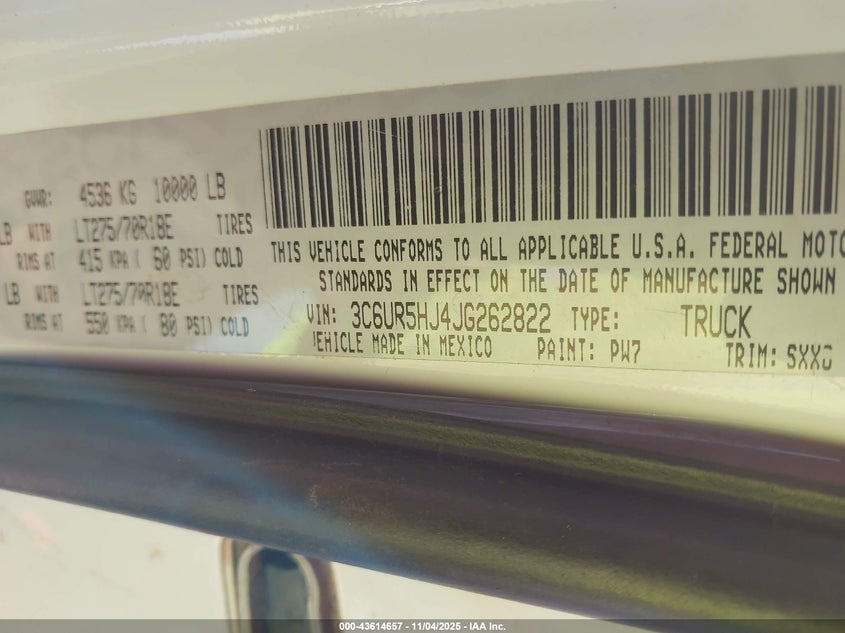 GVWR: 4536 KG 10000 LB
LB WITH LT275/70R18E TIRES
RIMS AT 415 KPA ( 60 PSI) COLD
LB WITH LT275/70R18E TIRES
RIMS AT 550 KPA ( 80 PSI) COLD
THIS VEHICLE CONFORMS TO ALL APPLICABLE U.S.A. FEDERAL MOTO
STANDARDS IN EFFECT ON THE DATE OF MANUFACTURE SHOWN
VIN: 3C6UR5HJ4JG262822 TYPE: TRUCK
VEHICLE MADE IN MEXICO PAINT: PW7 TRIM:
000-43614657 - 11/04/2025 - IAA Inc.